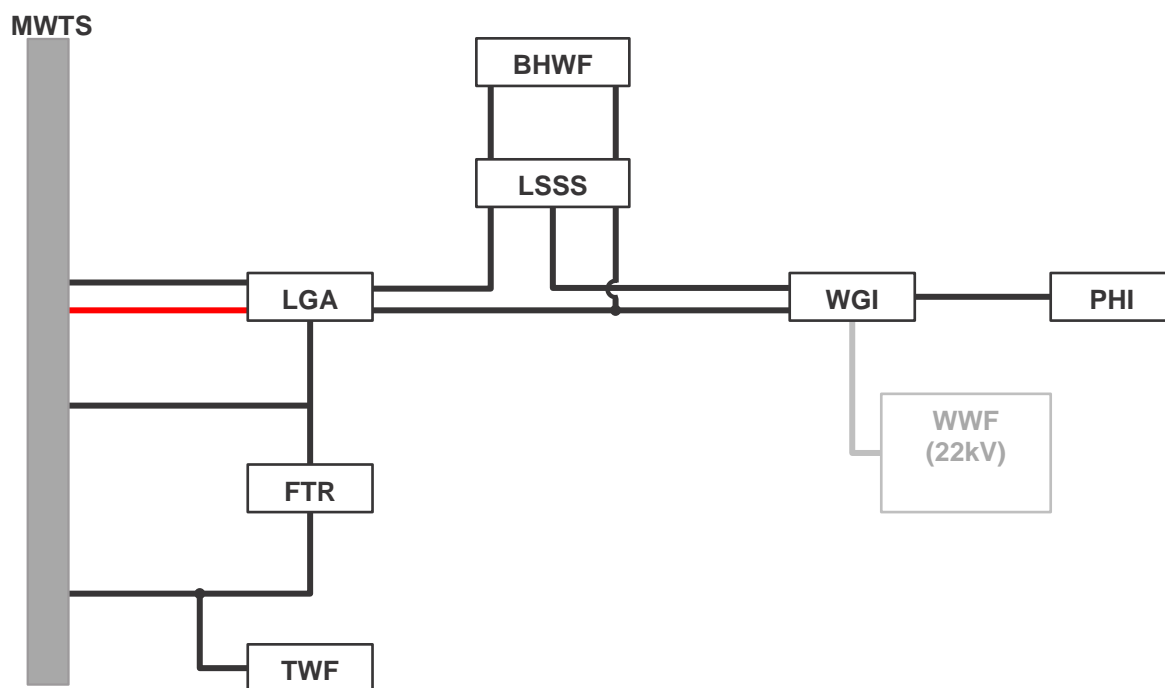 MWTS
BHWF
LSSS
LGA
WGI
PHI
WWF
(22kV)
FTR
TWF